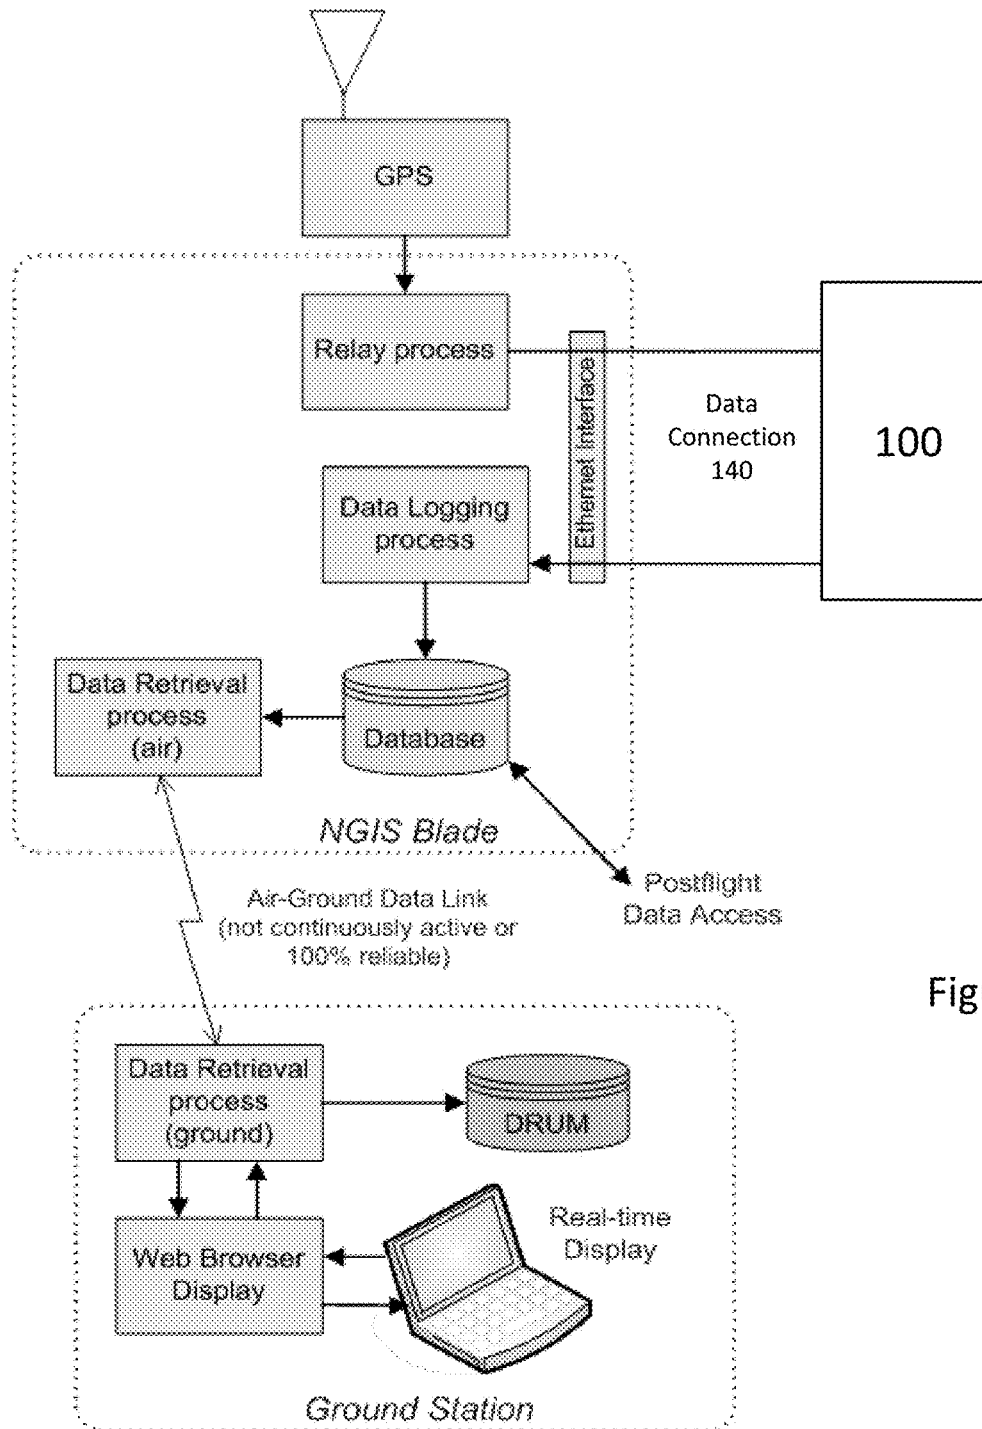 GPS
Relay process
Ethernet Interface
Data
Connection
140
100
Data Logging
process
Data Retrieval
process
(air)
Database
NGIS Blade
Postflight
Data Access
Air-Ground Data Link
(not continuously active or
100% reliable)
Fig
Data Retrieval
process
(ground)
DRUM
Web Browser
Display
Real-time
Display
Ground Station